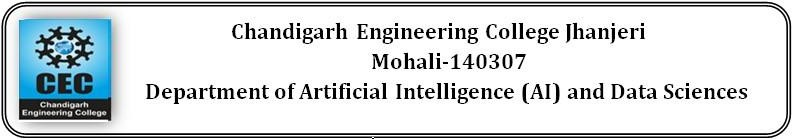 Chandigarh Engineering College Jhanjeri
Mohali-140307
Department of Artificial Intelligence (AI) and Data Sciences
CEC
Chandigarh
Engineering College